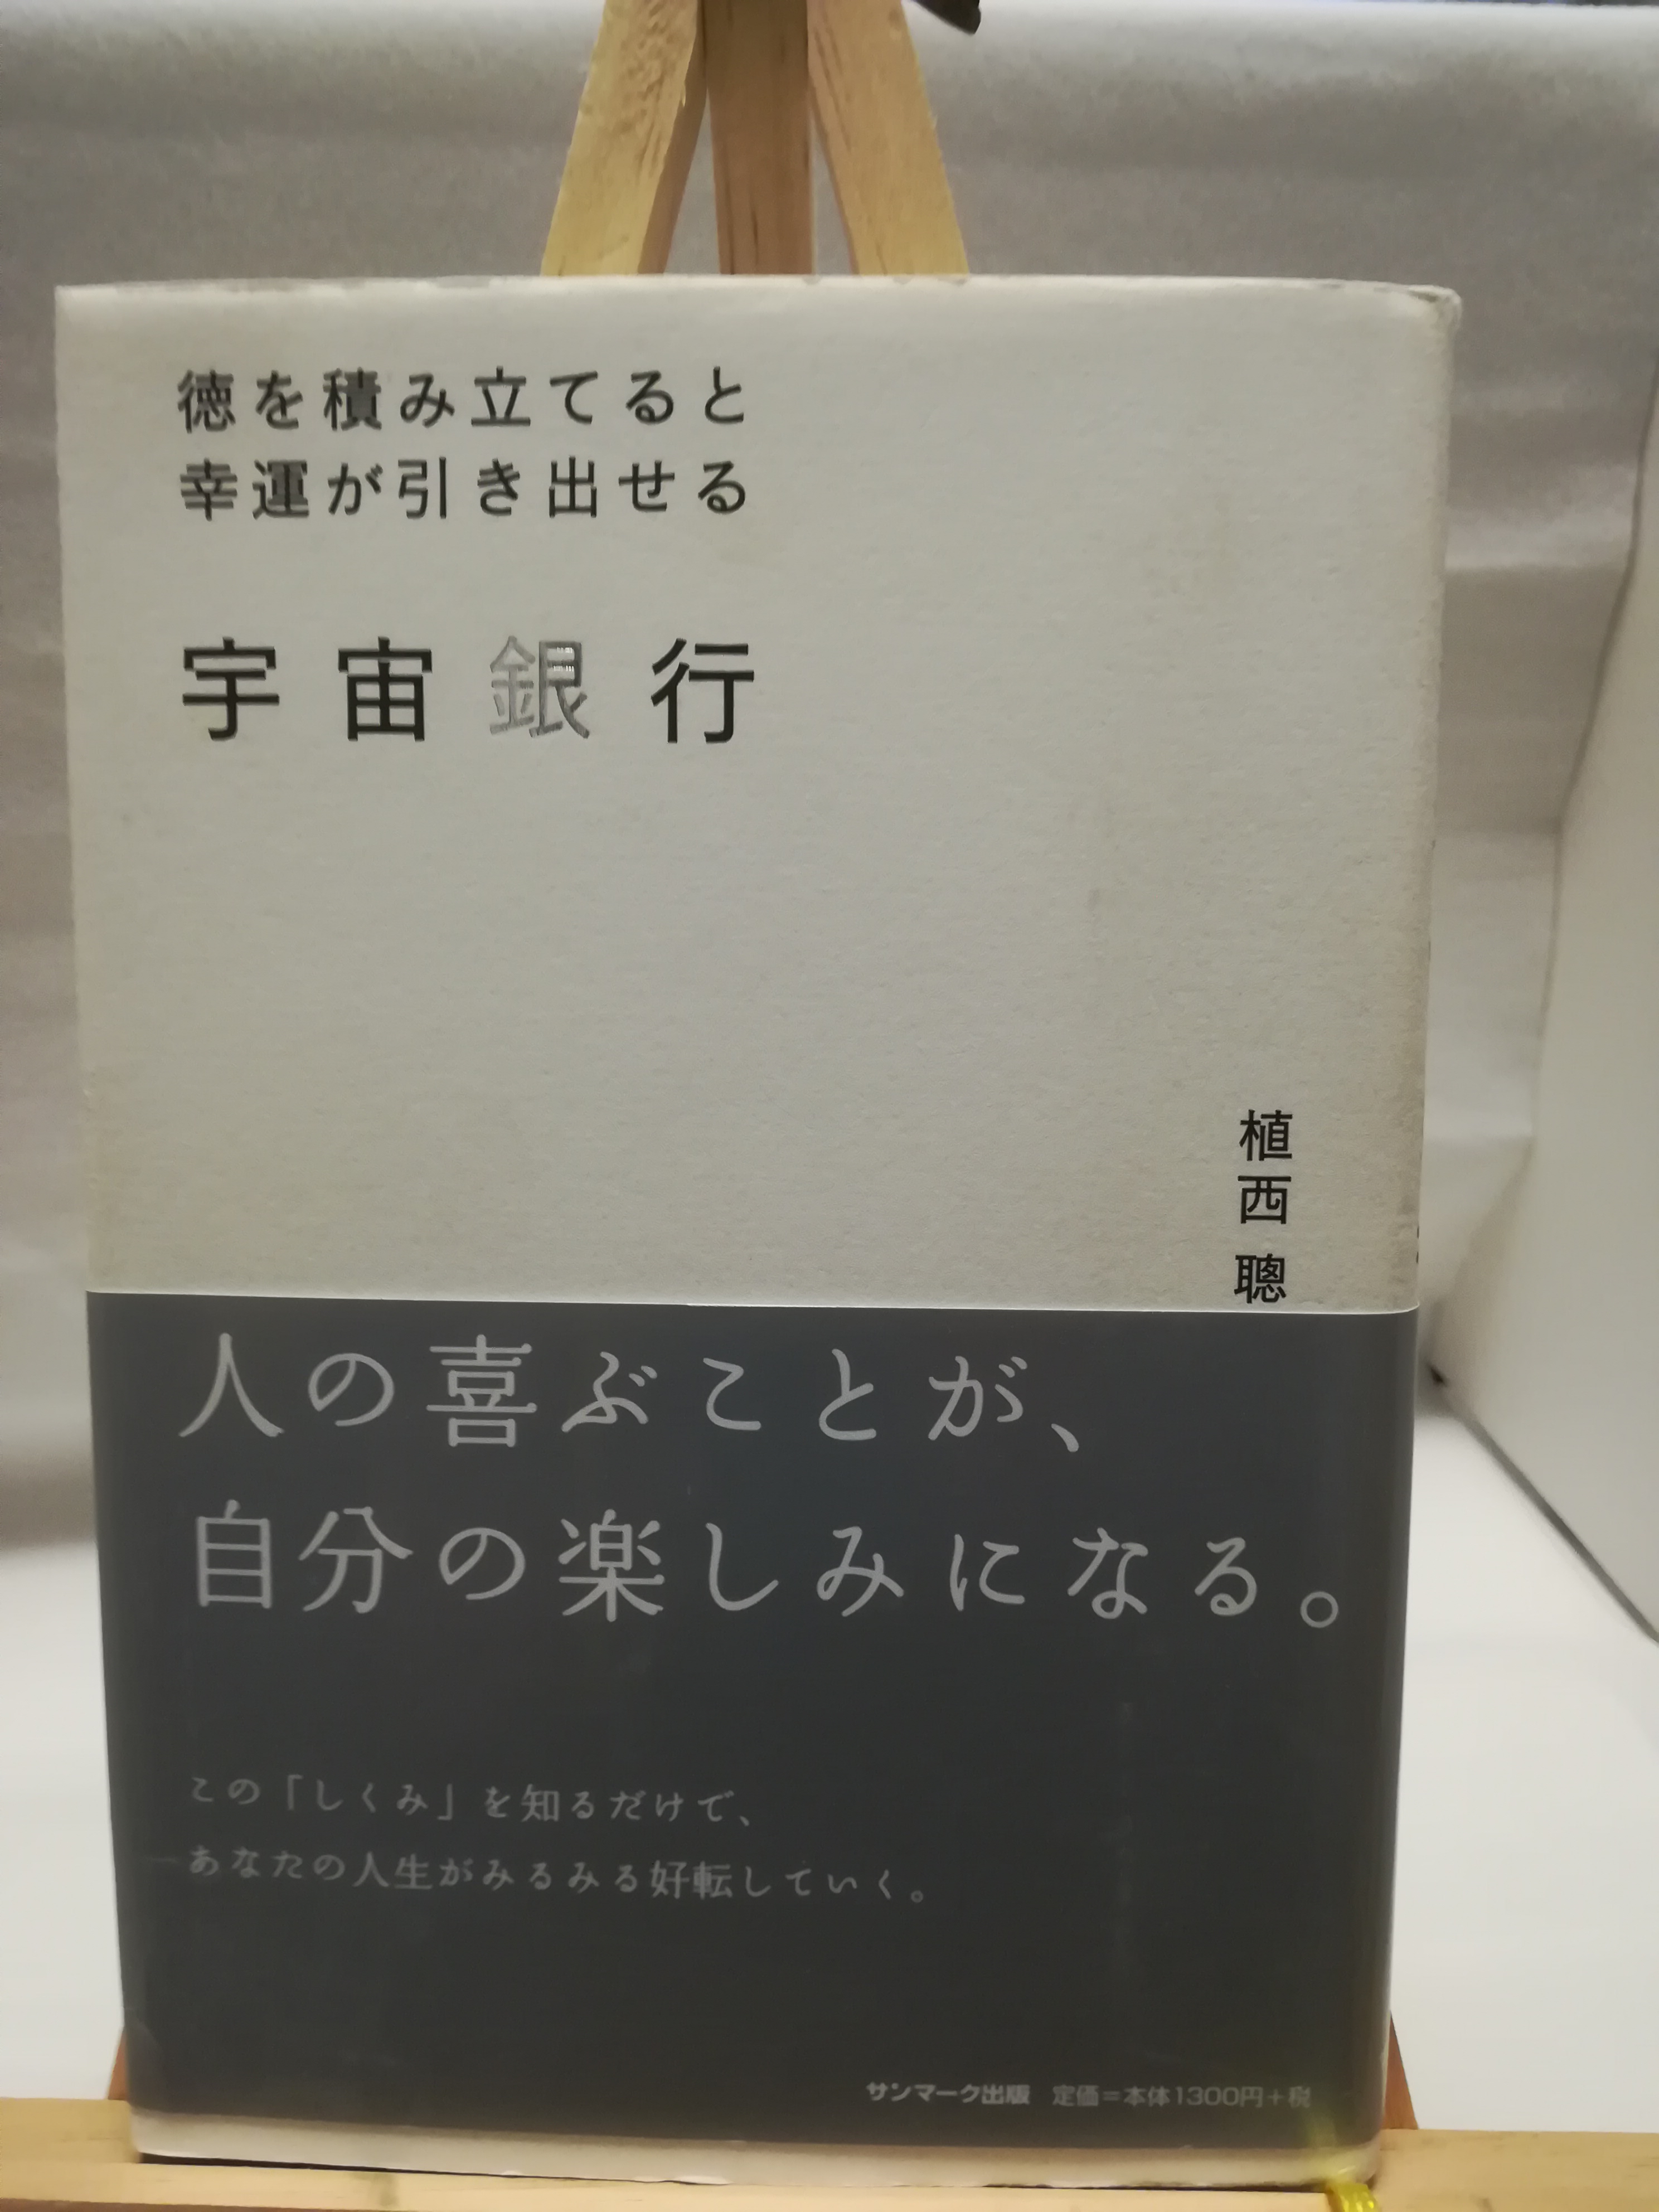 徳を積み立てると
幸運が引き出せる
宇宙銀行
植西 聰
人の喜ぶことが、
自分の楽しみになる。
この「しくみ」を知るだけで、
あなたの人生がみるみる好転していく。
サンマーク出版 定価=本体1300円+税